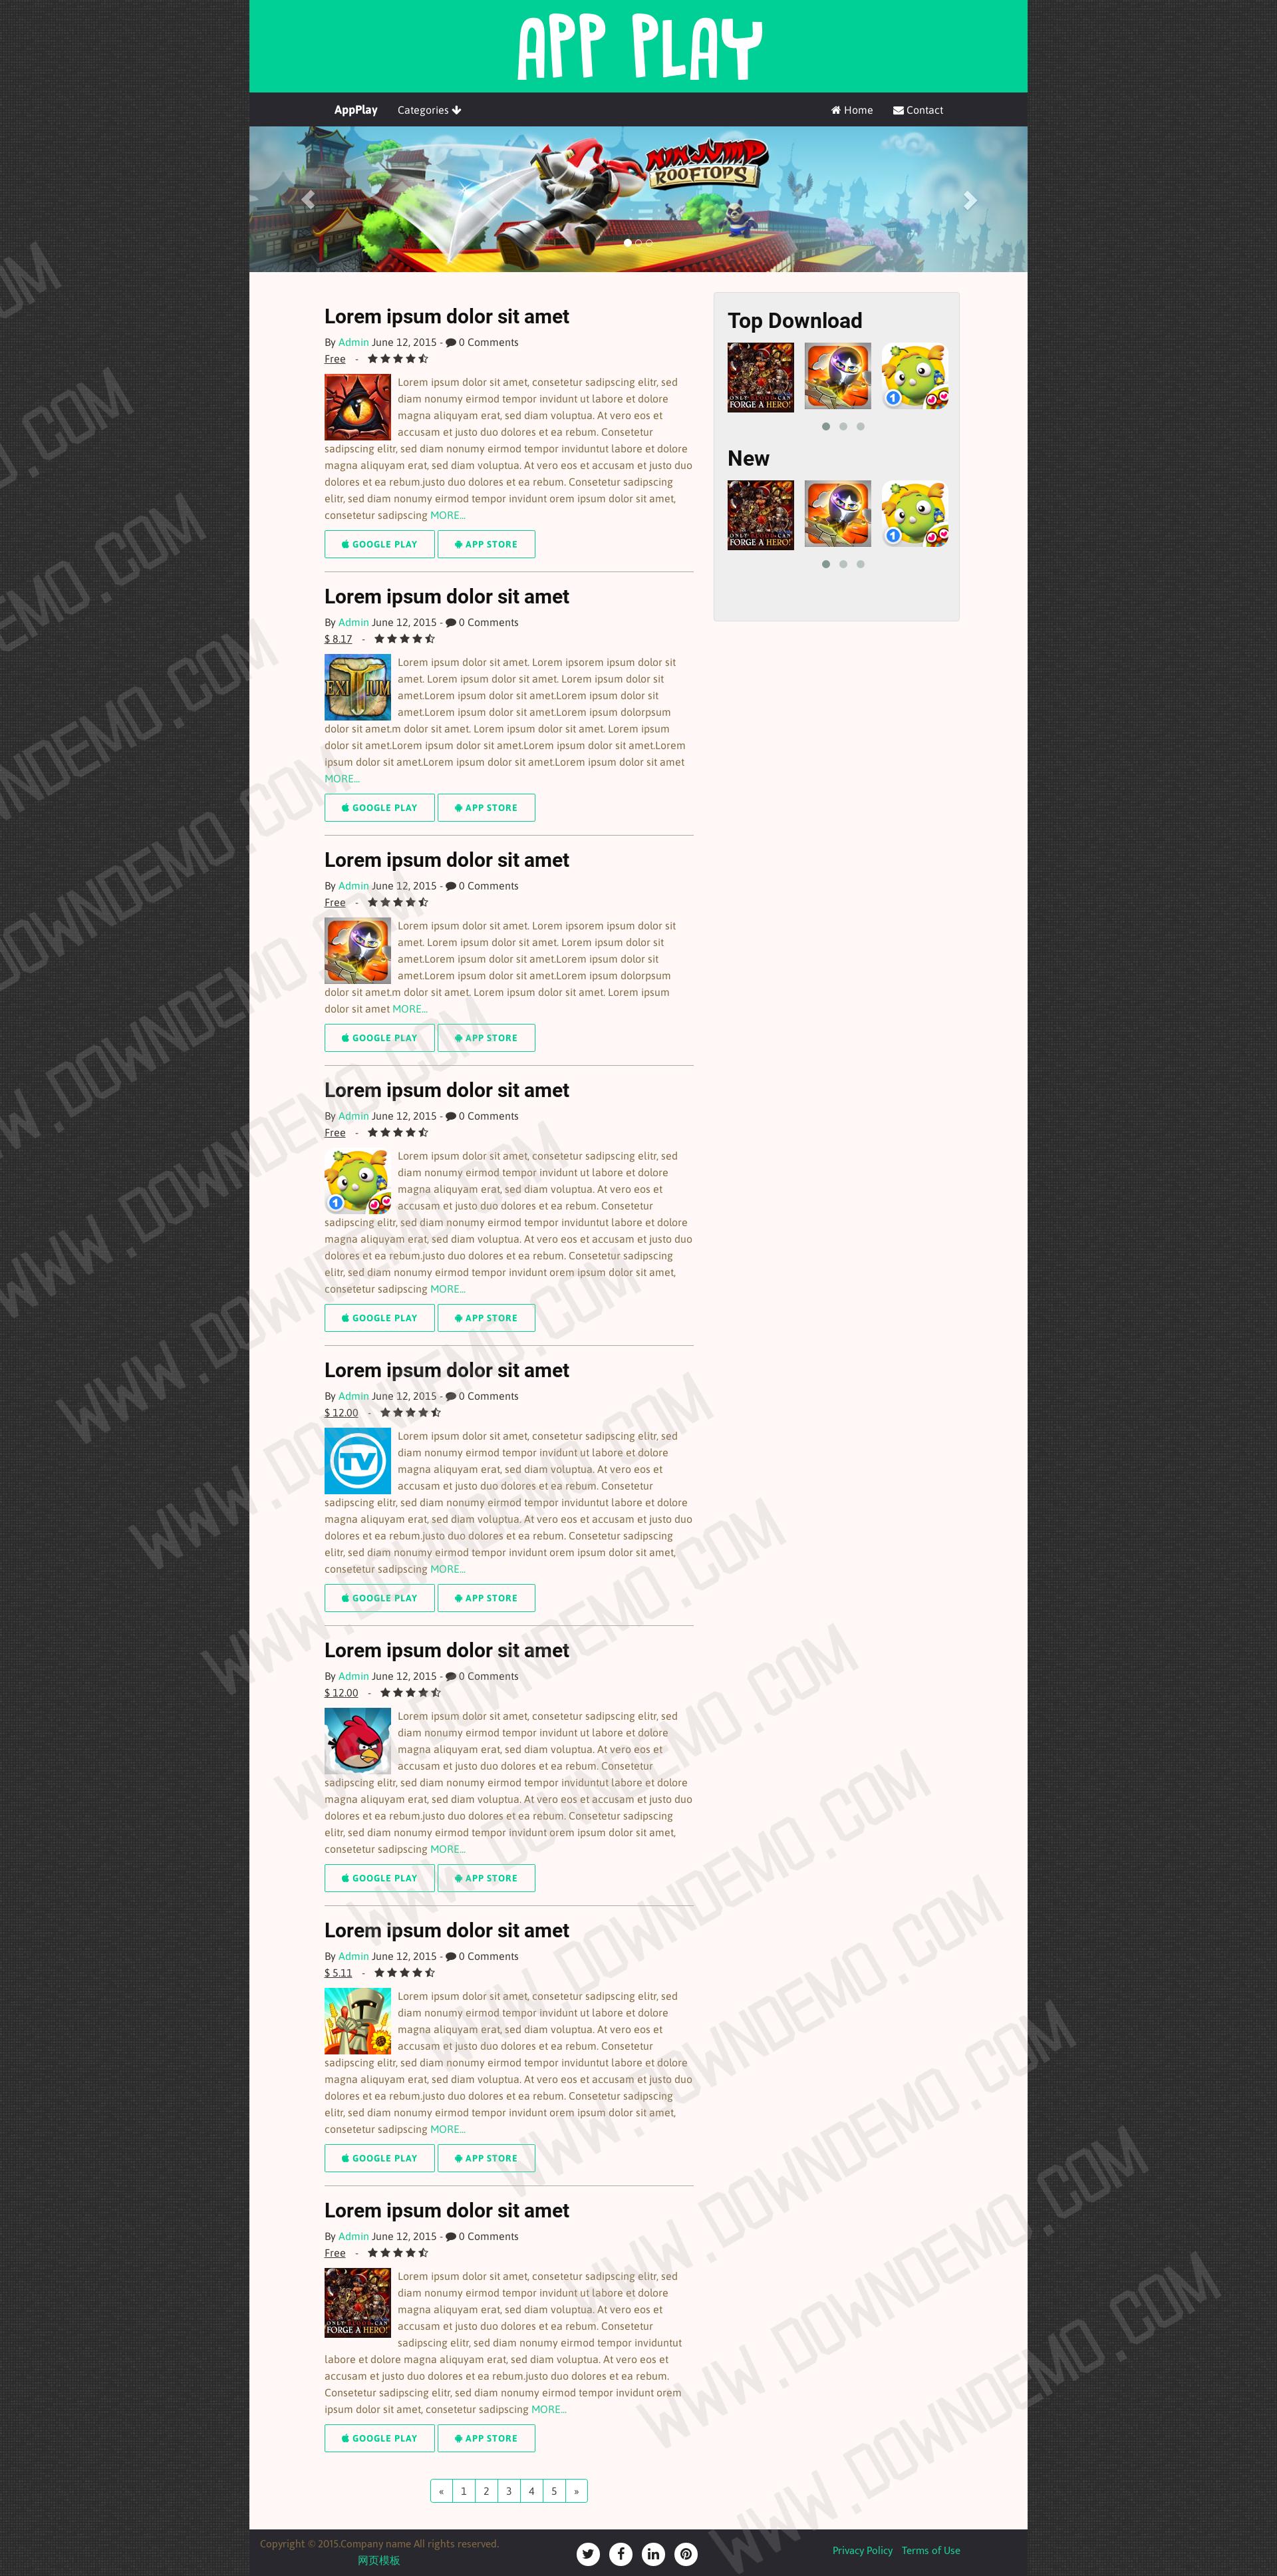 APP PLAY
AppPlay Categories Home Contact
NINJUMP
ROOFTOPS
Lorem ipsum dolor sit amet
By Admin June 12, 2015 - 0 Comments
Free -
Lorem ipsum dolor sit amet, consetetur sadipscing elitr, sed
diam nonumy eirmod tempor invidunt ut labore et dolore
magna aliquyam erat, sed diam voluptua. At vero eos et
accusam et justo duo dolores et ea rebum. Consetetur
sadipscing elitr, sed diam nonumy eirmod tempor inviduntut labore et dolore
magna aliquyam erat, sed diam voluptua. At vero eos et accusam et justo duo
dolores et ea rebum.justo duo dolores et ea rebum. Consetetur sadipscing
elitr, sed diam nonumy eirmod tempor invidunt orem ipsum dolor sit amet,
consetetur sadipscing MORE...
GOOGLE PLAY APP STORE
Lorem ipsum dolor sit amet
By Admin June 12, 2015 - 0 Comments
$ 8.17 -
EXITIUM
Lorem ipsum dolor sit amet. Lorem ipsorem ipsum dolor sit
amet. Lorem ipsum dolor sit amet. Lorem ipsum dolor sit
amet.Lorem ipsum dolor sit amet.Lorem ipsum dolor sit
amet.Lorem ipsum dolor sit amet.Lorem ipsum dolorpsum
dolor sit amet.m dolor sit amet. Lorem ipsum dolor sit amet. Lorem ipsum
dolor sit amet.Lorem ipsum dolor sit amet.Lorem ipsum dolor sit amet.Lorem
ipsum dolor sit amet.Lorem ipsum dolor sit amet.Lorem ipsum dolor sit amet
MORE...
GOOGLE PLAY APP STORE
Lorem ipsum dolor sit amet
By Admin June 12, 2015 - 0 Comments
Free -
Lorem ipsum dolor sit amet. Lorem ipsorem ipsum dolor sit
amet. Lorem ipsum dolor sit amet. Lorem ipsum dolor sit
amet.Lorem ipsum dolor sit amet.Lorem ipsum dolor sit
amet.Lorem ipsum dolor sit amet.Lorem ipsum dolorpsum
dolor sit amet.m dolor sit amet. Lorem ipsum dolor sit amet. Lorem ipsum
dolor sit amet MORE...
GOOGLE PLAY APP STORE
Lorem ipsum dolor sit amet
By Admin June 12, 2015 - 0 Comments
Free -
1
Lorem ipsum dolor sit amet, consetetur sadipscing elitr, sed
diam nonumy eirmod tempor invidunt ut labore et dolore
magna aliquyam erat, sed diam voluptua. At vero eos et
accusam et justo duo dolores et ea rebum. Consetetur
sadipscing elitr, sed diam nonumy eirmod tempor inviduntut labore et dolore
magna aliquyam erat, sed diam voluptua. At vero eos et accusam et justo duo
dolores et ea rebum.justo duo dolores et ea rebum. Consetetur sadipscing
elitr, sed diam nonumy eirmod tempor invidunt orem ipsum dolor sit amet,
consetetur sadipscing MORE...
GOOGLE PLAY APP STORE
Lorem ipsum dolor sit amet
By Admin June 12, 2015 - 0 Comments
$ 12.00 -
TV
Lorem ipsum dolor sit amet, consetetur sadipscing elitr, sed
diam nonumy eirmod tempor invidunt ut labore et dolore
magna aliquyam erat, sed diam voluptua. At vero eos et
accusam et justo duo dolores et ea rebum. Consetetur
sadipscing elitr, sed diam nonumy eirmod tempor inviduntut labore et dolore
magna aliquyam erat, sed diam voluptua. At vero eos et accusam et justo duo
dolores et ea rebum.justo duo dolores et ea rebum. Consetetur sadipscing
elitr, sed diam nonumy eirmod tempor invidunt orem ipsum dolor sit amet,
consetetur sadipscing MORE...
GOOGLE PLAY APP STORE
Lorem ipsum dolor sit amet
By Admin June 12, 2015 - 0 Comments
$ 12.00 -
Lorem ipsum dolor sit amet, consetetur sadipscing elitr, sed
diam nonumy eirmod tempor invidunt ut labore et dolore
magna aliquyam erat, sed diam voluptua. At vero eos et
accusam et justo duo dolores et ea rebum. Consetetur
sadipscing elitr, sed diam nonumy eirmod tempor inviduntut labore et dolore
magna aliquyam erat, sed diam voluptua. At vero eos et accusam et justo duo
dolores et ea rebum.justo duo dolores et ea rebum. Consetetur sadipscing
elitr, sed diam nonumy eirmod tempor invidunt orem ipsum dolor sit amet,
consetetur sadipscing MORE...
GOOGLE PLAY APP STORE
Lorem ipsum dolor sit amet
By Admin June 12, 2015 - 0 Comments
$ 5.11 -
Lorem ipsum dolor sit amet, consetetur sadipscing elitr, sed
diam nonumy eirmod tempor invidunt ut labore et dolore
magna aliquyam erat, sed diam voluptua. At vero eos et
accusam et justo duo dolores et ea rebum. Consetetur
sadipscing elitr, sed diam nonumy eirmod tempor inviduntut labore et dolore
magna aliquyam erat, sed diam voluptua. At vero eos et accusam et justo duo
dolores et ea rebum.justo duo dolores et ea rebum. Consetetur sadipscing
elitr, sed diam nonumy eirmod tempor invidunt orem ipsum dolor sit amet,
consetetur sadipscing MORE...
GOOGLE PLAY APP STORE
Lorem ipsum dolor sit amet
By Admin June 12, 2015 - 0 Comments
Free -
ONLY BLOOD CAN
FORGE A HERO!
Lorem ipsum dolor sit amet, consetetur sadipscing elitr, sed
diam nonumy eirmod tempor invidunt ut labore et dolore
magna aliquyam erat, sed diam voluptua. At vero eos et
accusam et justo duo dolores et ea rebum. Consetetur
sadipscing elitr, sed diam nonumy eirmod tempor inviduntut
labore et dolore magna aliquyam erat, sed diam voluptua. At vero eos et
accusam et justo duo dolores et ea rebum.justo duo dolores et ea rebum.
Consetetur sadipscing elitr, sed diam nonumy eirmod tempor invidunt orem
ipsum dolor sit amet, consetetur sadipscing MORE...
GOOGLE PLAY APP STORE
« 1 2 3 4 5 »
Top Download
ONLY BLOOD CAN
FORGE A HERO!
1
New
ONLY BLOOD CAN
FORGE A HERO!
1
Copyright © 2015.Company name All rights reserved.
网页模板
Privacy Policy Terms of Use
WWW.DOWNDEMO.COM